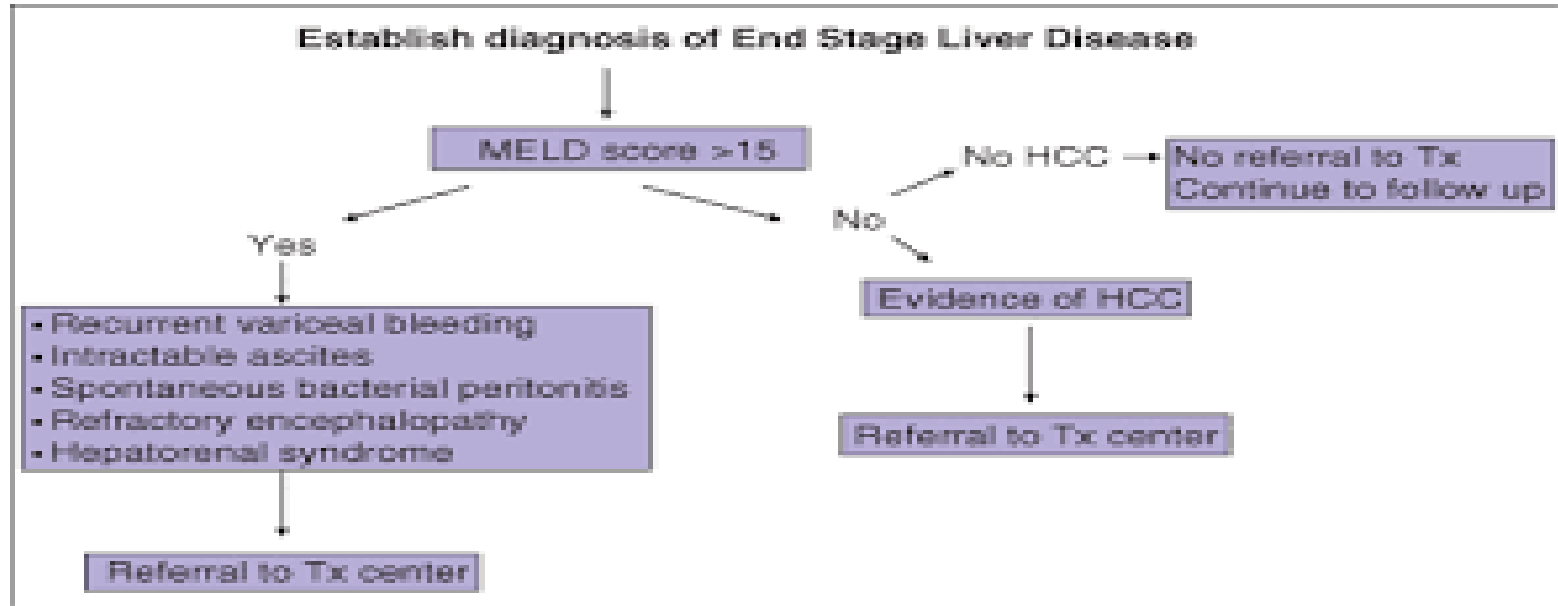 Establish diagnosis of End Stage Liver Disease
MELD score >15
Yes
▪ Recurrent variceal bleeding
▪ Intractable ascites
▪ Spontaneous bacterial peritonitis
▪ Refractory encephalopathy
▪ Hepatorenal syndrome
Referral to Tx center
No
No HCC
No referral to Tx
Continue to follow up
Evidence of HCC
Referral to Tx center